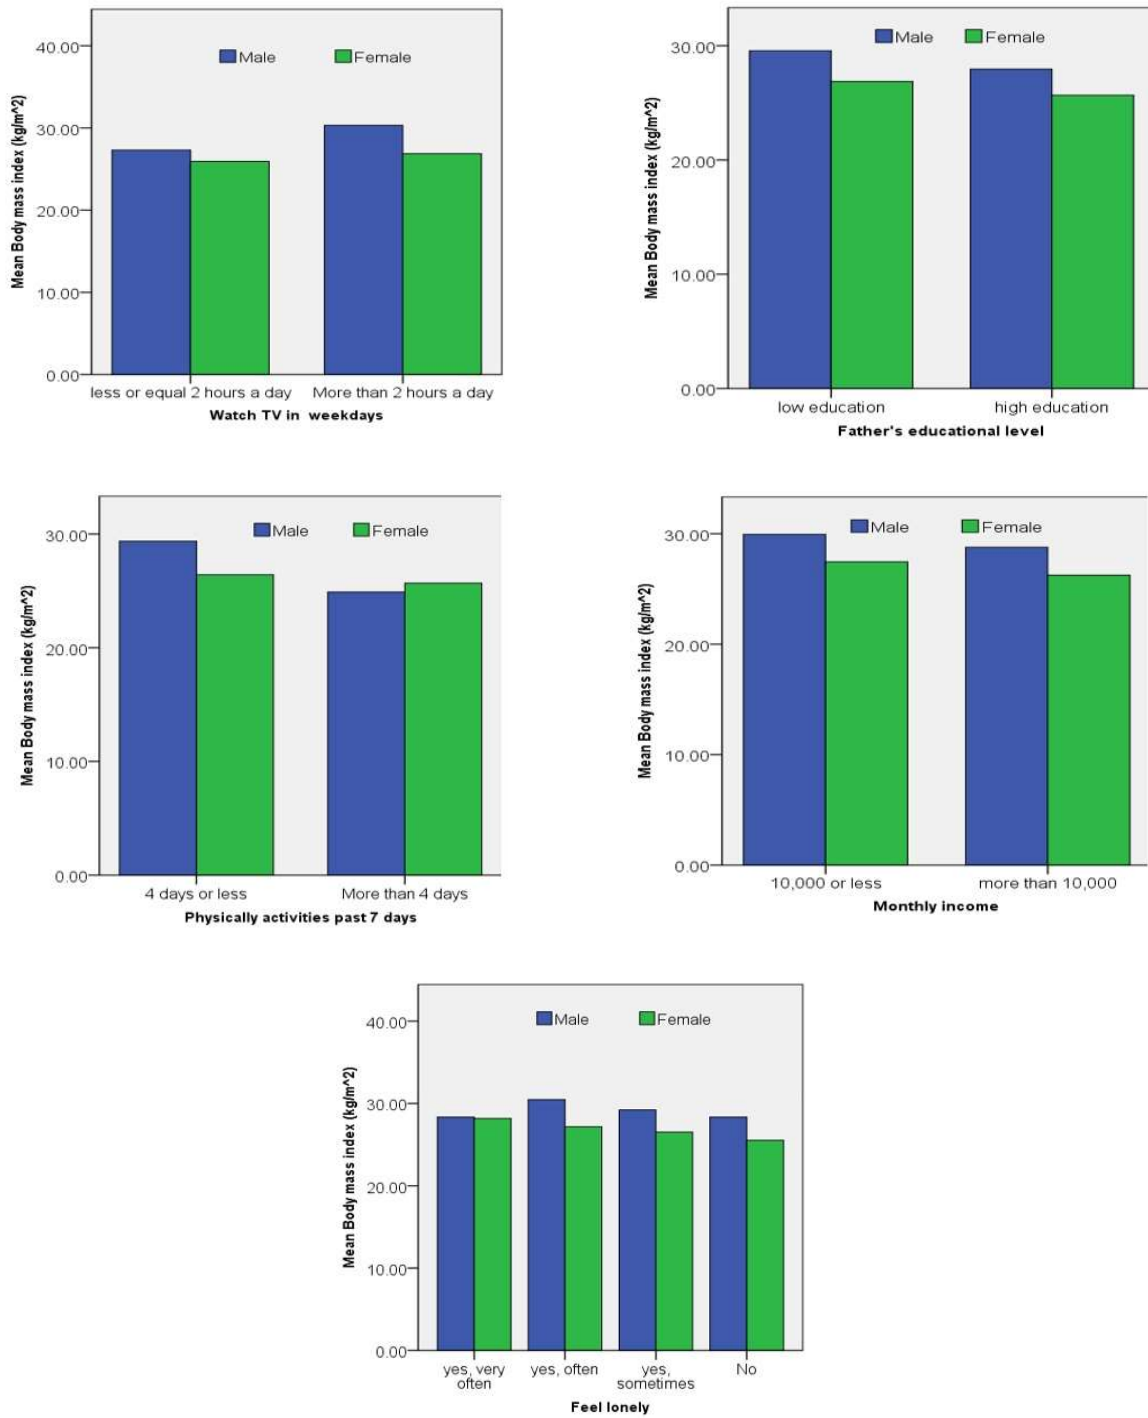 Mean Body mass index (kg/m^2)
40.00
30.00
20.00
10.00
0.00
Male Female
less or equal 2 hours a day More than 2 hours a day
Watch TV in weekdays
Mean Body mass index (kg/m^2)
30.00
20.00
10.00
0.00
Male Female
low education high education
Father's educational level
Mean Body mass index (kg/m^2)
30.00
20.00
10.00
0.00
Male Female
4 days or less More than 4 days
Physically activities past 7 days
Mean Body mass index (kg/m^2)
30.00
20.00
10.00
0.00
Male Female
10,000 or less more than 10,000
Monthly income
Mean Body mass index (kg/m^2)
40.00
30.00
20.00
10.00
0.00
Male Female
yes, very often
yes, often
yes, sometimes
No
Feel lonely